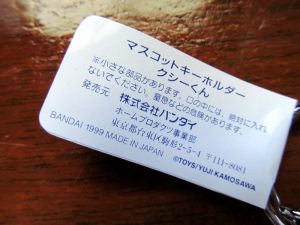 マスコットキーホルダー
クシーくん
※小さな部品があります。口の中には、絶対に入れ
ないでください。窒息などの危険があります。
発売元 株式会社バンダイ
ホームプロダクツ事業部
東京都台東区駒形2-5-4 〒111-8081
BANDAI 1999 MADE IN JAPAN
©TOYS/YUJI KAMOSAWA